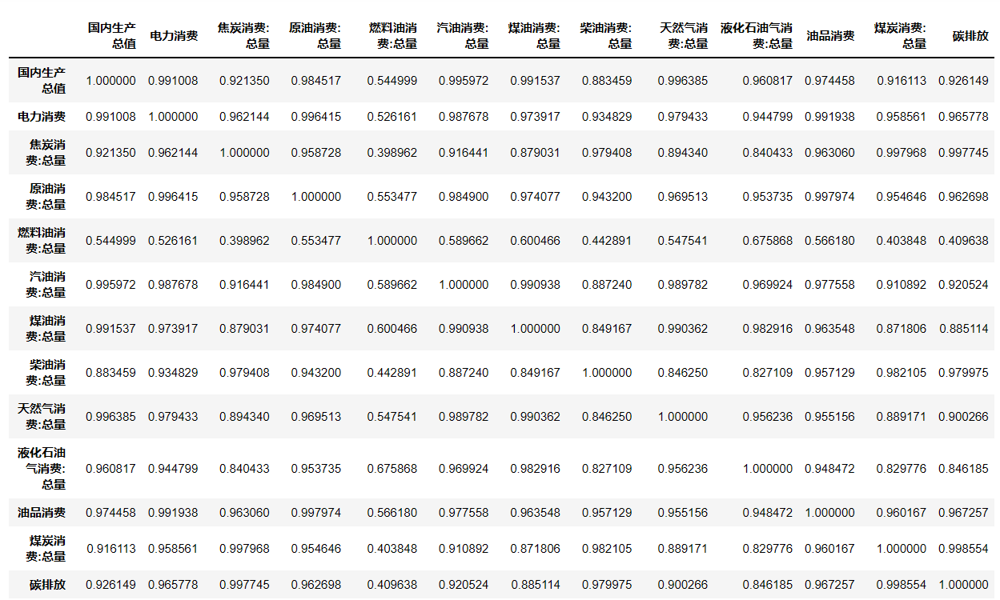 国内生产总值 电力消费 焦炭消费:总量 原油消费:总量 燃料油消费:总量 汽油消费:总量 煤油消费:总量 柴油消费:总量 天然气消费:总量 液化石油气消费:总量 油品消费 煤炭消费:总量 碳排放
国内生产总值 1.000000 0.991008 0.921350 0.984517 0.544999 0.995972 0.991537 0.883459 0.996385 0.960817 0.974458 0.916113 0.926149
电力消费 0.991008 1.000000 0.962144 0.996415 0.526161 0.987678 0.973917 0.934829 0.979433 0.944799 0.991938 0.958561 0.965778
焦炭消费:总量 0.921350 0.962144 1.000000 0.958728 0.398962 0.916441 0.879031 0.979408 0.894340 0.840433 0.963060 0.997968 0.997745
原油消费:总量 0.984517 0.996415 0.958728 1.000000 0.553477 0.984900 0.974077 0.943200 0.969513 0.953735 0.997974 0.954646 0.962698
燃料油消费:总量 0.544999 0.526161 0.398962 0.553477 1.000000 0.589662 0.600466 0.442891 0.547541 0.675868 0.566180 0.403848 0.409638
汽油消费:总量 0.995972 0.987678 0.916441 0.984900 0.589662 1.000000 0.990938 0.887240 0.989782 0.969924 0.977558 0.910892 0.920524
煤油消费:总量 0.991537 0.973917 0.879031 0.974077 0.600466 0.990938 1.000000 0.849167 0.990362 0.982916 0.963548 0.871806 0.885114
柴油消费:总量 0.883459 0.934829 0.979408 0.943200 0.442891 0.887240 0.849167 1.000000 0.846250 0.827109 0.957129 0.982105 0.979975
天然气消费:总量 0.996385 0.979433 0.894340 0.969513 0.547541 0.989782 0.990362 0.846250 1.000000 0.956236 0.955156 0.889171 0.900266
液化石油气消费:总量 0.960817 0.944799 0.840433 0.953735 0.675868 0.969924 0.982916 0.827109 0.956236 1.000000 0.948472 0.829776 0.846185
油品消费 0.974458 0.991938 0.963060 0.997974 0.566180 0.977558 0.963548 0.957129 0.955156 0.948472 1.000000 0.960167 0.967257
煤炭消费:总量 0.916113 0.958561 0.997968 0.954646 0.403848 0.910892 0.871806 0.982105 0.889171 0.829776 0.960167 1.000000 0.998554
碳排放 0.926149 0.965778 0.997745 0.962698 0.409638 0.920524 0.885114 0.979975 0.900266 0.846185 0.967257 0.998554 1.000000